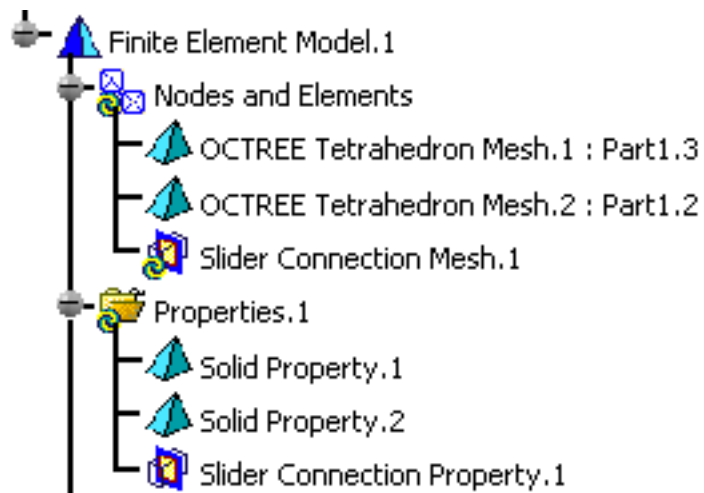 Finite Element Model.1
Nodes and Elements
OCTREE Tetrahedron Mesh.1 : Part1.3
OCTREE Tetrahedron Mesh.2 : Part1.2
Slider Connection Mesh.1
Properties.1
Solid Property.1
Solid Property.2
Slider Connection Property.1